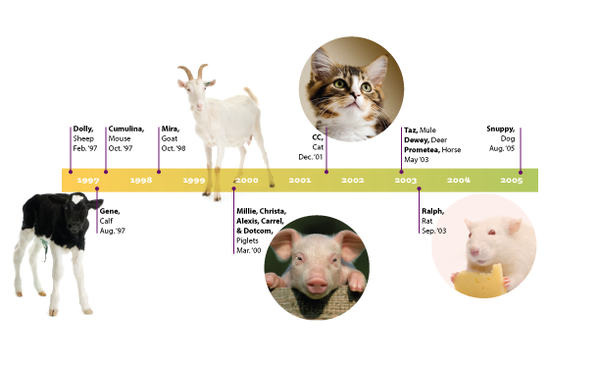 Dolly,
Sheep
Feb.'97
Cumulina,
Mouse
Oct. '97
Mira,
Goat
Oct.'98
CC,
Cat
Dec.'01
Taz, Mule
Dewey, Deer
Prometea, Horse
May '03
Snuppy,
Dog
Aug.'05
1997 1998 1999 2000 2001 2002 2003 2004 2005
Gene,
Calf
Aug.'97
Millie, Christa,
Alexis, Carrel,
& Dotcom,
Piglets
Mar.'00
Ralph,
Rat
Sep.'03